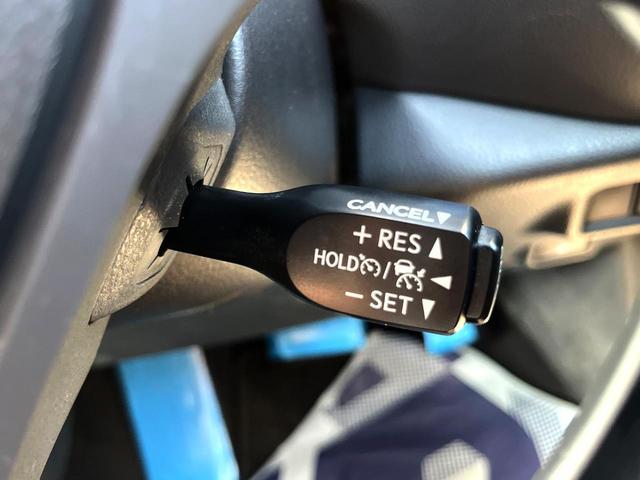 CANCEL▼
+ RES ▲
HOLD / ◀
− SET ▼